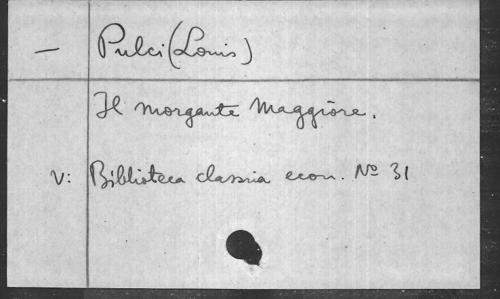 — Pulci (Louis)
Il morgante Maggiore.
V: Biblioteca classica econ. Nº 31